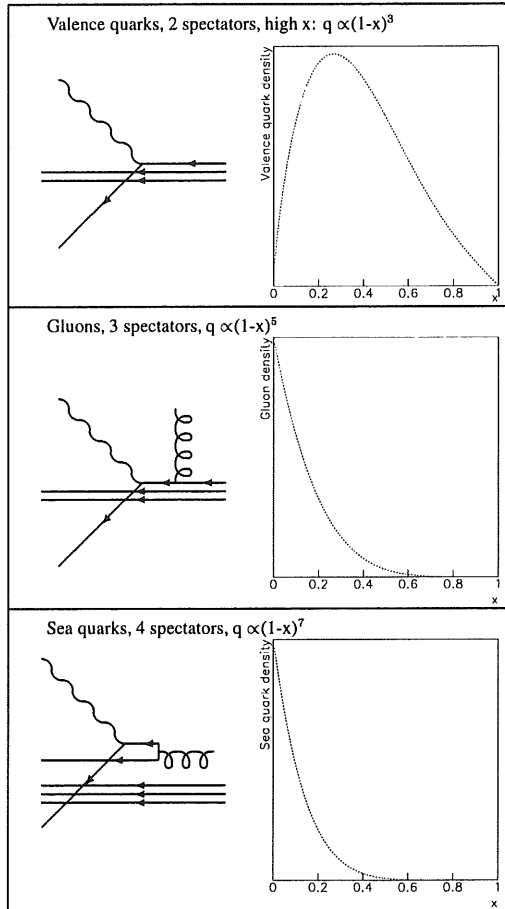 Valence quarks, 2 spectators, high x: q ∝(1-x)³
Valence quark density
0 0.2 0.4 0.6 0.8 1
x
Gluons, 3 spectators, q ∝(1-x)⁵
Gluon density
0 0.2 0.4 0.6 0.8 1
x
Sea quarks, 4 spectators, q ∝(1-x)⁷
Sea quark density
0 0.2 0.4 0.6 0.8 1
x